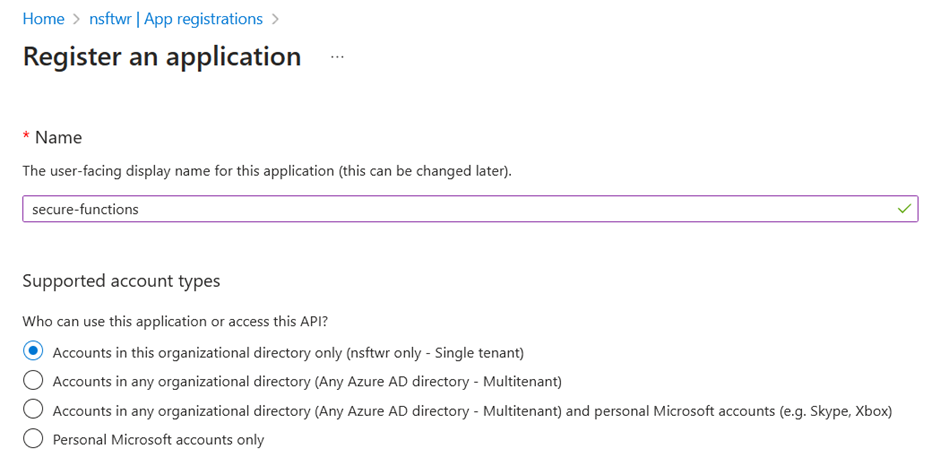 Home > nsftwr | App registrations >
Register an application ...
* Name
The user-facing display name for this application (this can be changed later).
secure-functions
Supported account types
Who can use this application or access this API?
Accounts in this organizational directory only (nsftwr only - Single tenant)
Accounts in any organizational directory (Any Azure AD directory - Multitenant)
Accounts in any organizational directory (Any Azure AD directory - Multitenant) and personal Microsoft accounts (e.g. Skype, Xbox)
Personal Microsoft accounts only